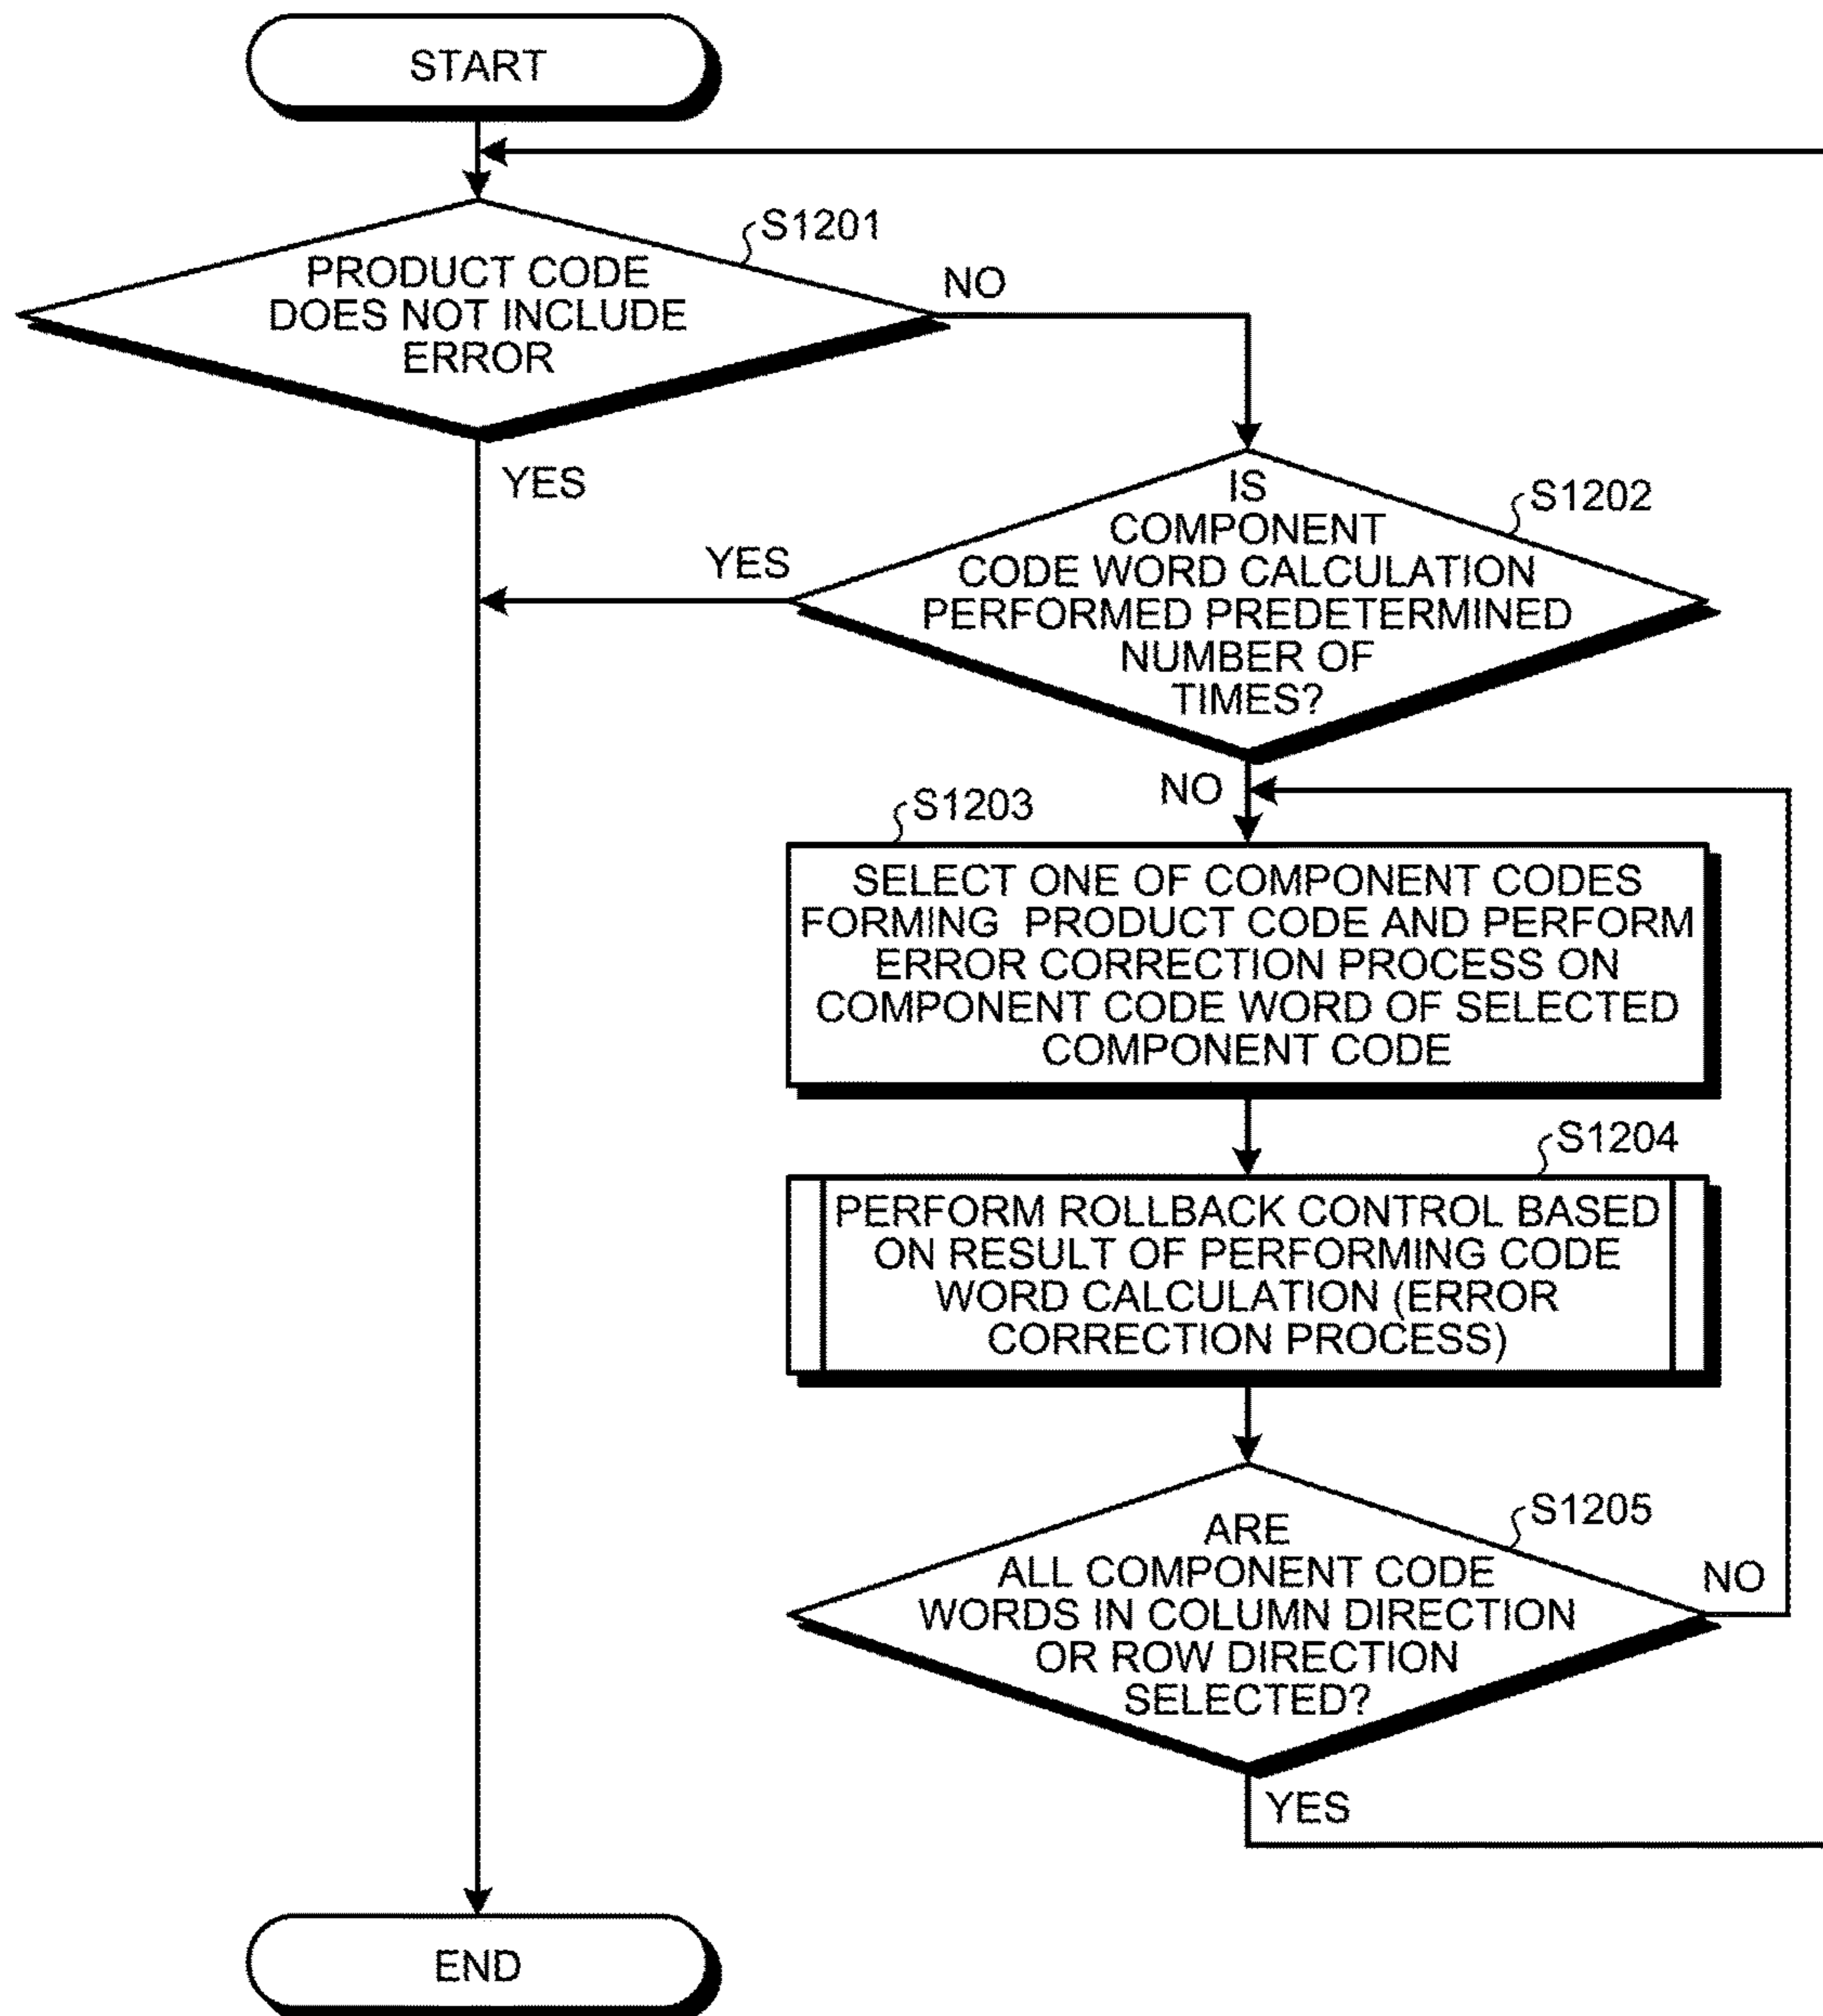 START
S1201
PRODUCT CODE
DOES NOT INCLUDE
ERROR
NO
YES
S1202
IS
COMPONENT
CODE WORD CALCULATION
PERFORMED PREDETERMINED
NUMBER OF
TIMES?
YES
NO
S1203
SELECT ONE OF COMPONENT CODES
FORMING PRODUCT CODE AND PERFORM
ERROR CORRECTION PROCESS ON
COMPONENT CODE WORD OF SELECTED
COMPONENT CODE
S1204
PERFORM ROLLBACK CONTROL BASED
ON RESULT OF PERFORMING CODE
WORD CALCULATION (ERROR
CORRECTION PROCESS)
S1205
ARE
ALL COMPONENT CODE
WORDS IN COLUMN DIRECTION
OR ROW DIRECTION
SELECTED?
NO
YES
END